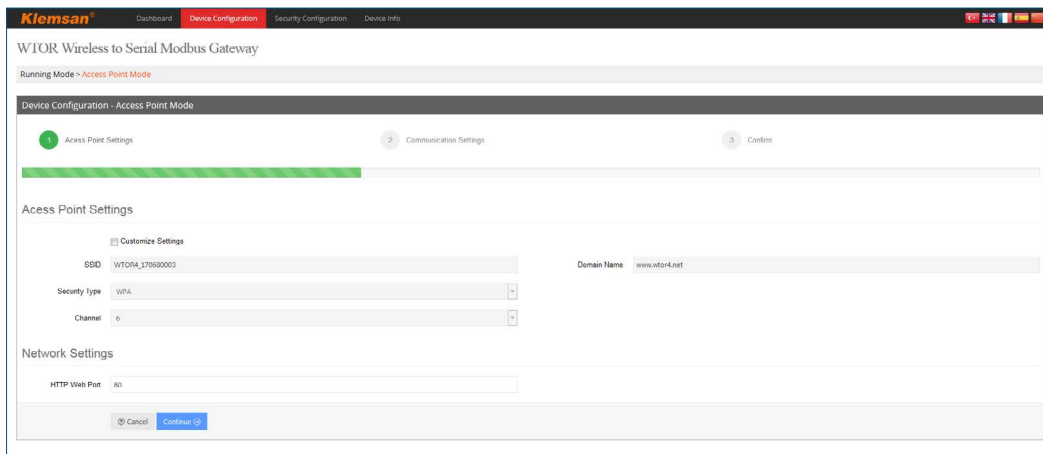 Klemsan®
Dashboard Device Configuration Security Configuration Device Info
WTOR Wireless to Serial Modbus Gateway
Running Mode > Access Point Mode
Device Configuration - Access Point Mode
1 Acess Point Settings 2 Communication Settings 3 Confirm
Acess Point Settings
Customize Settings
SSID WTOR4_170600003 Domain Name www.wtor4.net
Security Type WPA
Channel 6
Network Settings
HTTP Web Port 80
Cancel Continue